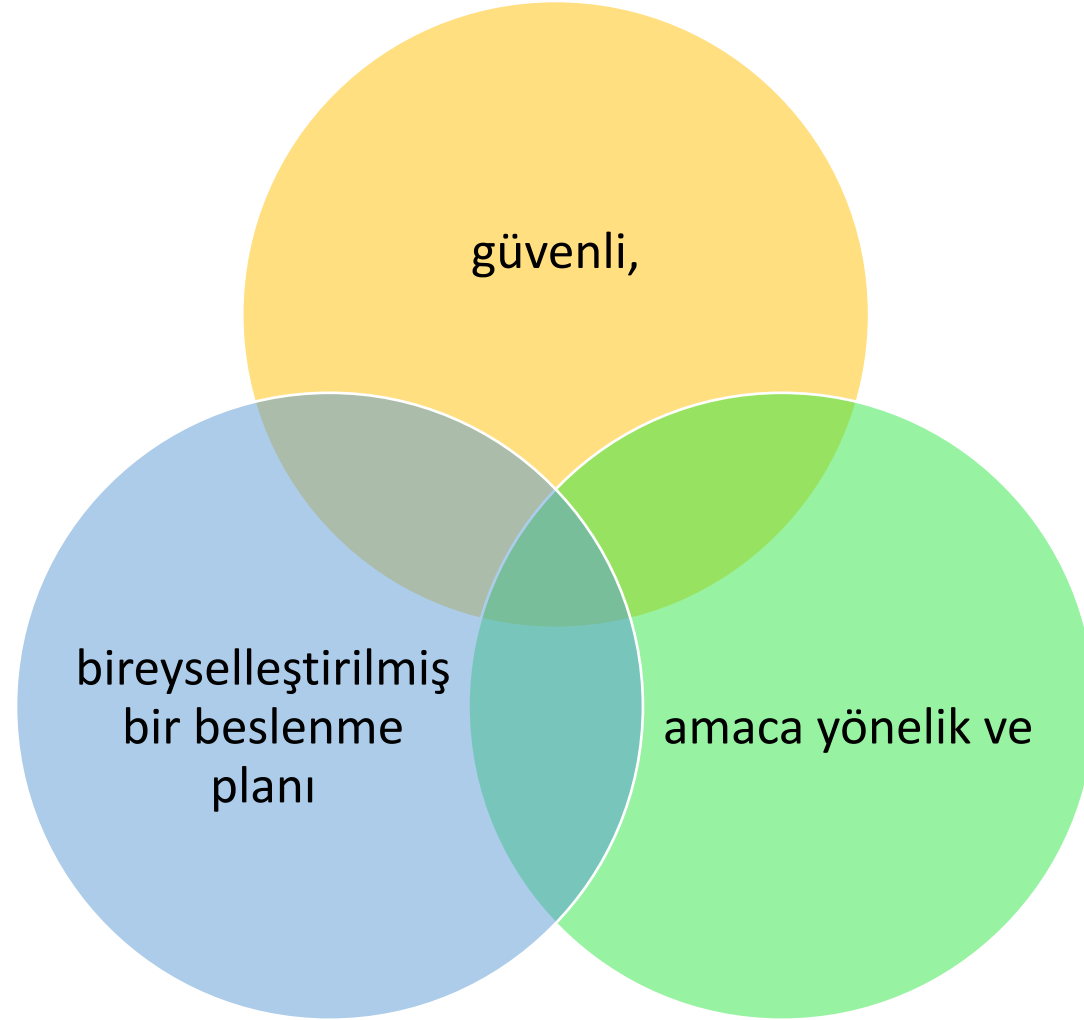 güvenli,
amaca yönelik ve
bireyselleştirilmiş
bir beslenme
planı